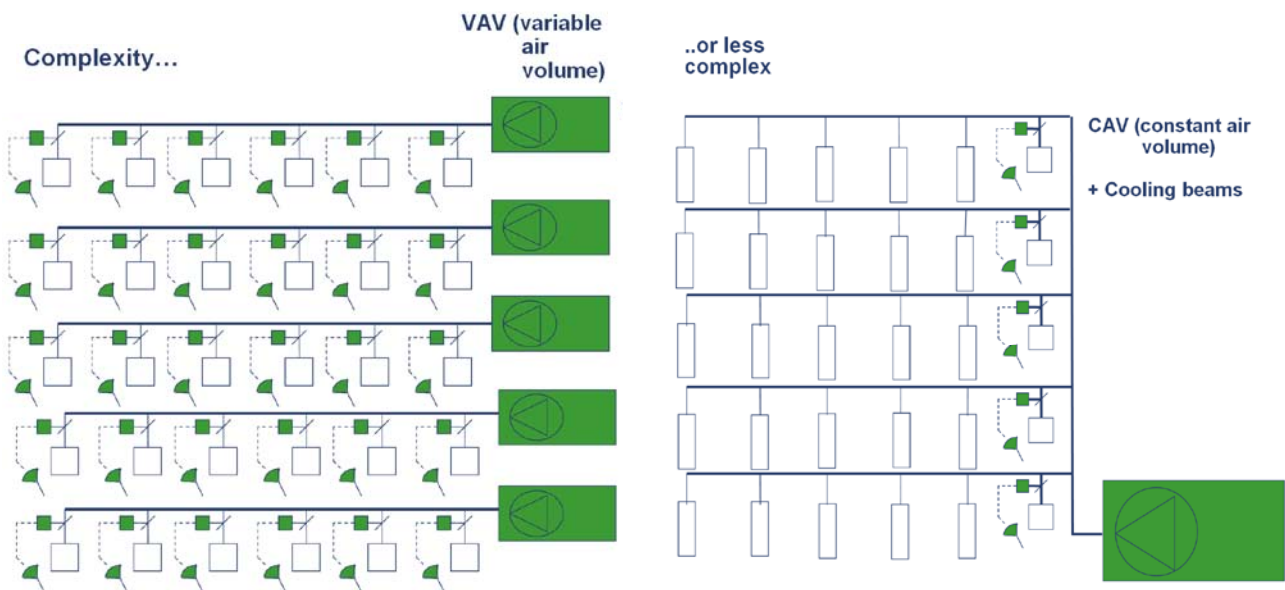 Complexity...
VAV (variable
air
volume)
..or less
complex
CAV (constant air
volume)
+ Cooling beams